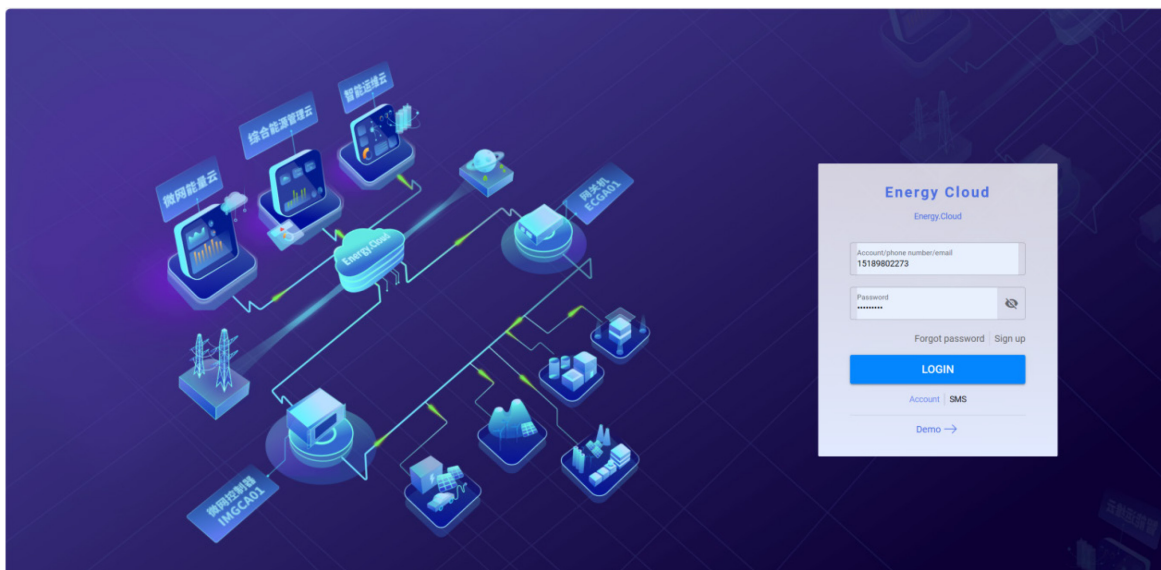 智能运维云
综合能源管理云
微网能量云
Energy Cloud
网关机
ECGA01
微网控制器
IMGCA01
Energy Cloud
Energy.Cloud
Account/phone number/email
15189802273
Password
•••••••••
Forgot password | Sign up
LOGIN
Account | SMS
Demo →